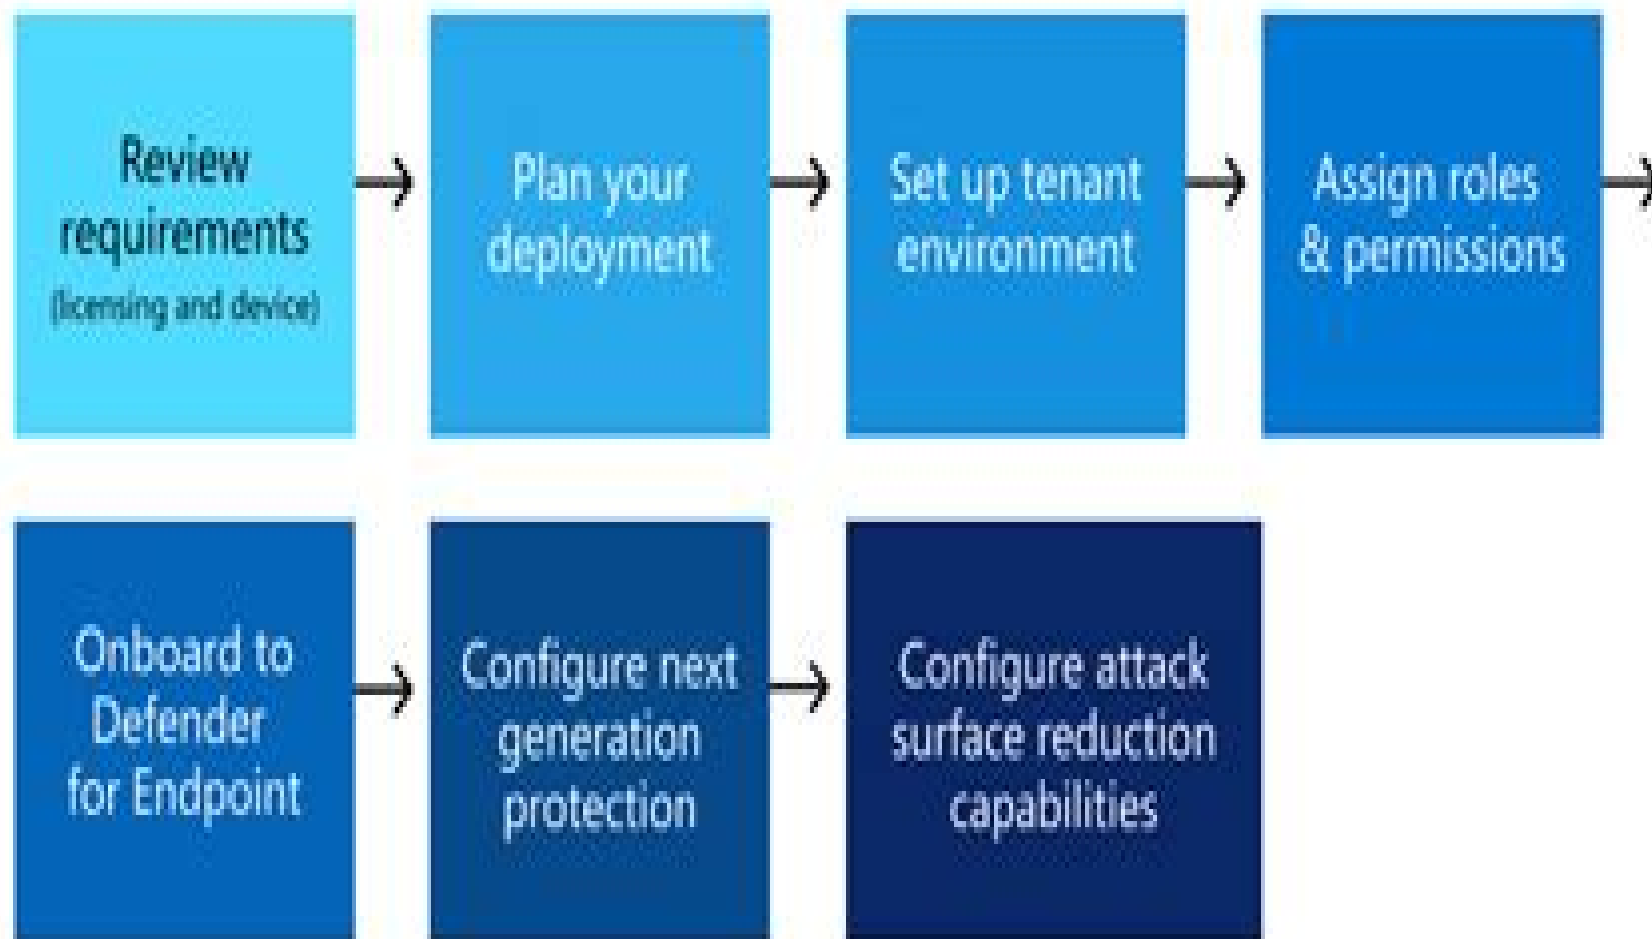 Review
requirements
(licensing and device)
Plan your
deployment
Set up tenant
environment
Assign roles
& permissions
Onboard to
Defender
for Endpoint
Configure next
generation
protection
Configure attack
surface reduction
capabilities